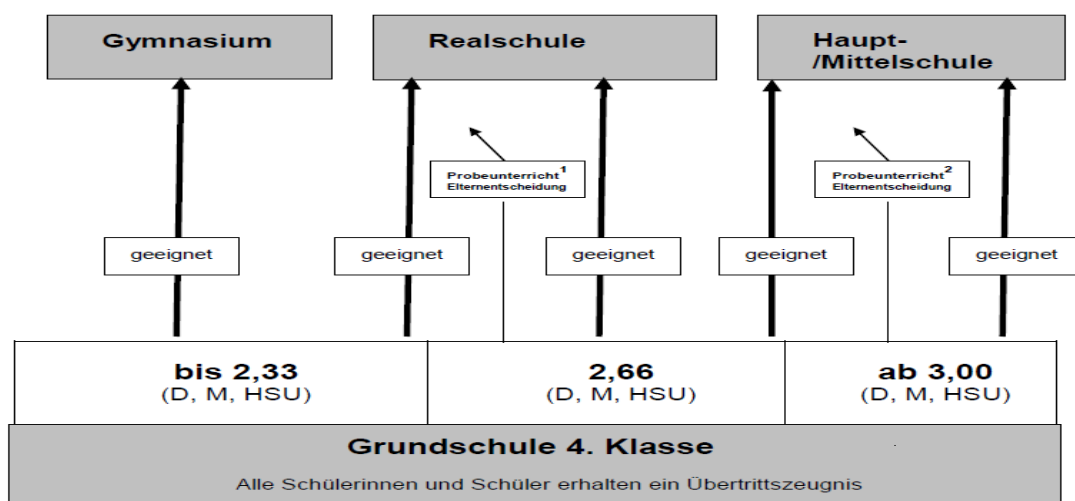 Gymnasium
Realschule
Haupt-
/Mittelschule
Probeunterricht1
Elternentscheidung
Probeunterricht2
Elternentscheidung
geeignet
geeignet
geeignet
geeignet
geeignet
bis 2,33
(D, M, HSU)
2,66
(D, M, HSU)
ab 3,00
(D, M, HSU)
Grundschule 4. Klasse
Alle Schülerinnen und Schüler erhalten ein Übertrittszeugnis